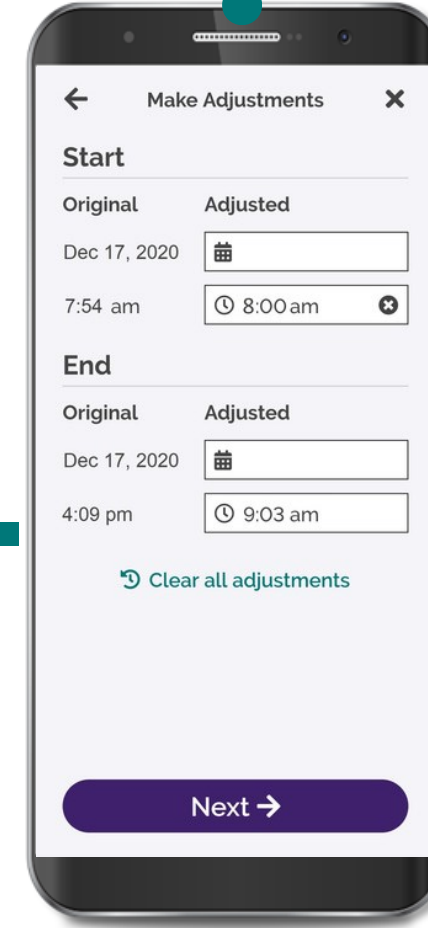 Make Adjustments
Start
Original Adjusted
Dec 17, 2020
7:54 am 8:00 am
End
Original Adjusted
Dec 17, 2020
4:09 pm 9:03 am
Clear all adjustments
Next